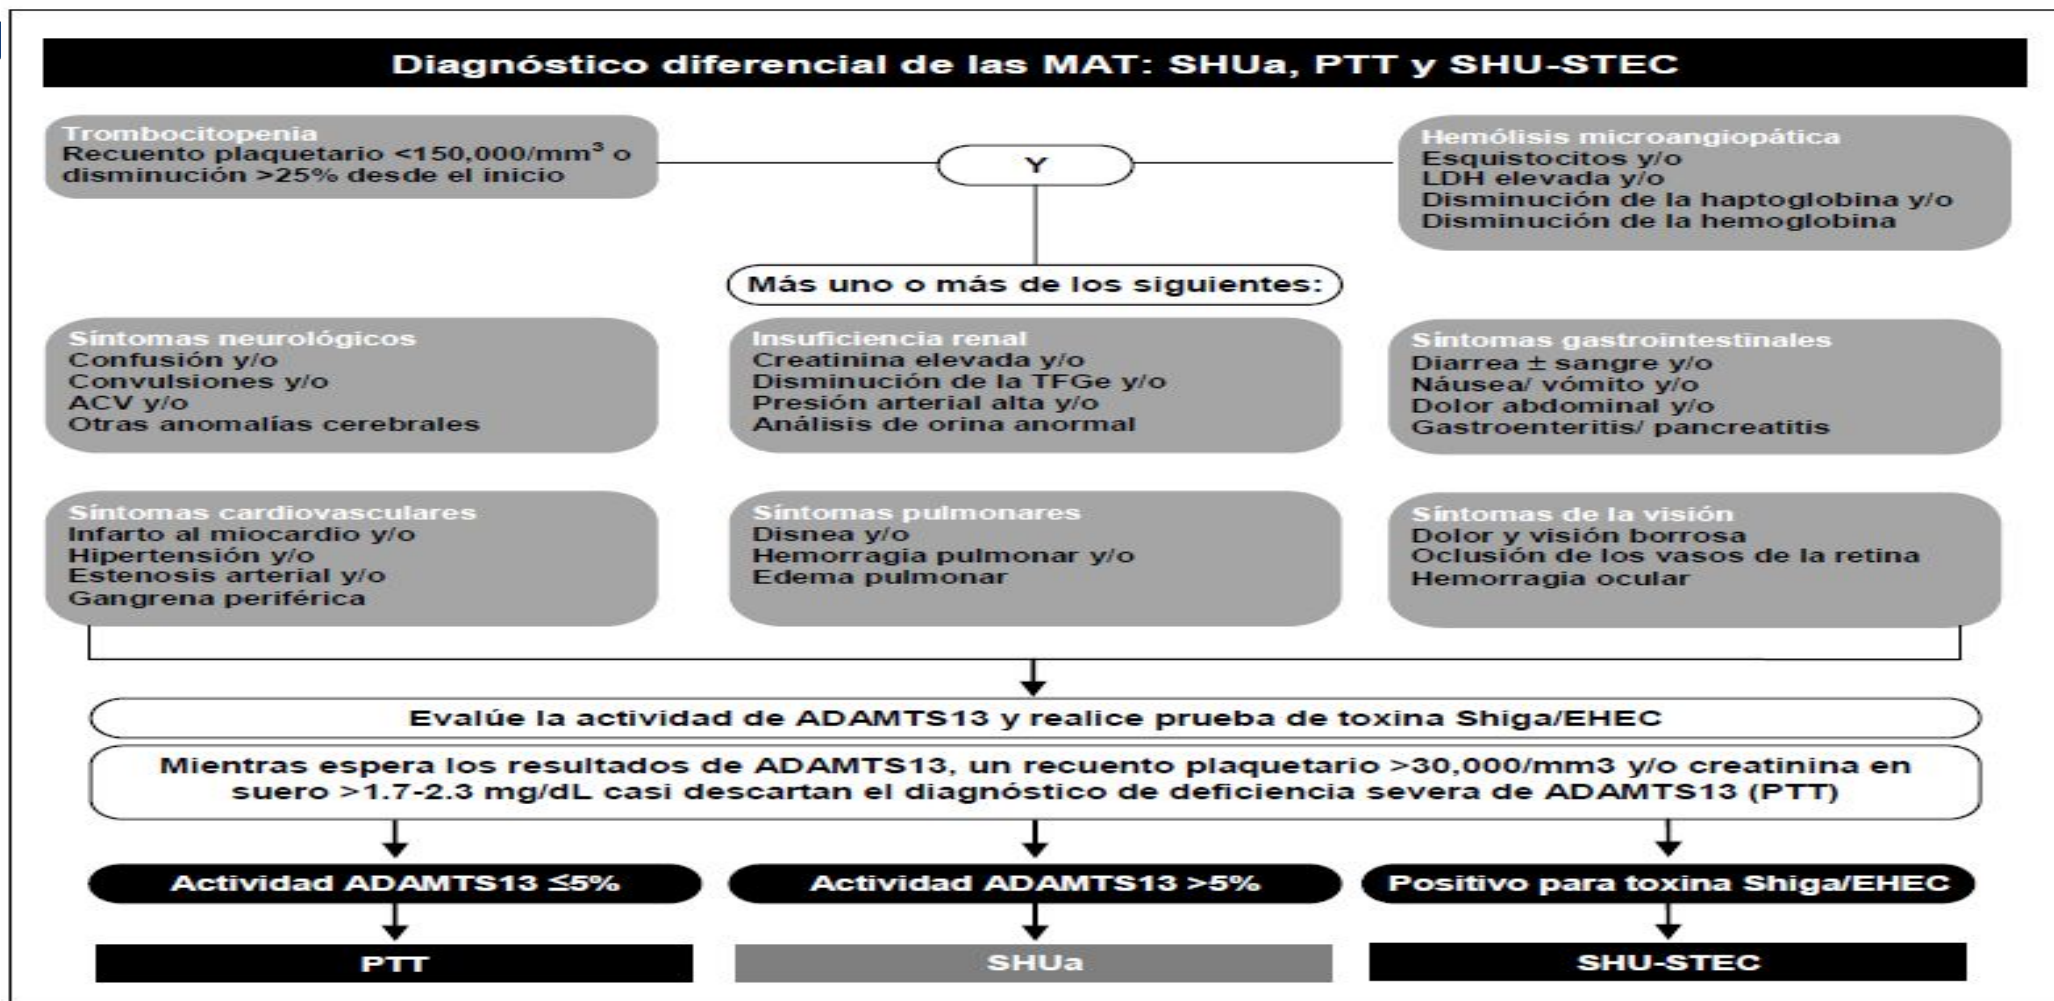 Diagnóstico diferencial de las MAT: SHUa, PTT y SHU-STEC
Trombocitopenia
Recuento plaquetario <150,000/mm³ o
disminución >25% desde el inicio
Y
Hemólisis microangiopática
Esquistocitos y/o
LDH elevada y/o
Disminución de la haptoglobina y/o
Disminución de la hemoglobina
Más uno o más de los siguientes:
Síntomas neurológicos
Confusión y/o
Convulsiones y/o
ACV y/o
Otras anomalías cerebrales
Insuficiencia renal
Creatinina elevada y/o
Disminución de la TFGe y/o
Presión arterial alta y/o
Análisis de orina anormal
Síntomas gastrointestinales
Diarrea ± sangre y/o
Náusea/ vómito y/o
Dolor abdominal y/o
Gastroenteritis/ pancreatitis
Síntomas cardiovasculares
Infarto al miocardio y/o
Hipertensión y/o
Estenosis arterial y/o
Gangrena periférica
Síntomas pulmonares
Disnea y/o
Hemorragia pulmonar y/o
Edema pulmonar
Síntomas de la visión
Dolor y visión borrosa
Oclusión de los vasos de la retina
Hemorragia ocular
Evalúe la actividad de ADAMTS13 y realice prueba de toxina Shiga/EHEC
Mientras espera los resultados de ADAMTS13, un recuento plaquetario >30,000/mm3 y/o creatinina en
suero >1.7-2.3 mg/dL casi descartan el diagnóstico de deficiencia severa de ADAMTS13 (PTT)
Actividad ADAMTS13 ≤5%
Actividad ADAMTS13 >5%
Positivo para toxina Shiga/EHEC
PTT
SHUa
SHU-STEC